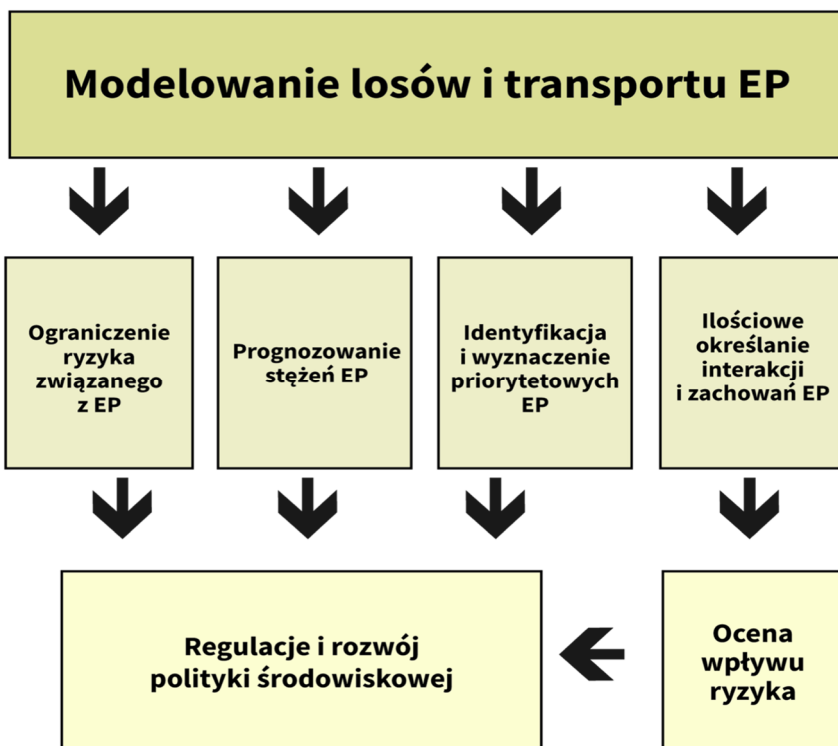 Modelowanie losów i transportu EP
Ograniczenie
ryzyka
związanego
z EP
Prognozowanie
stężeń EP
Identyfikacja
i wyznaczenie
priorytetowych
EP
Ilościowe
określanie
interakcji
i zachowań EP
Regulacje i rozwój
polityki środowiskowej
Ocena
wpływu
ryzyka